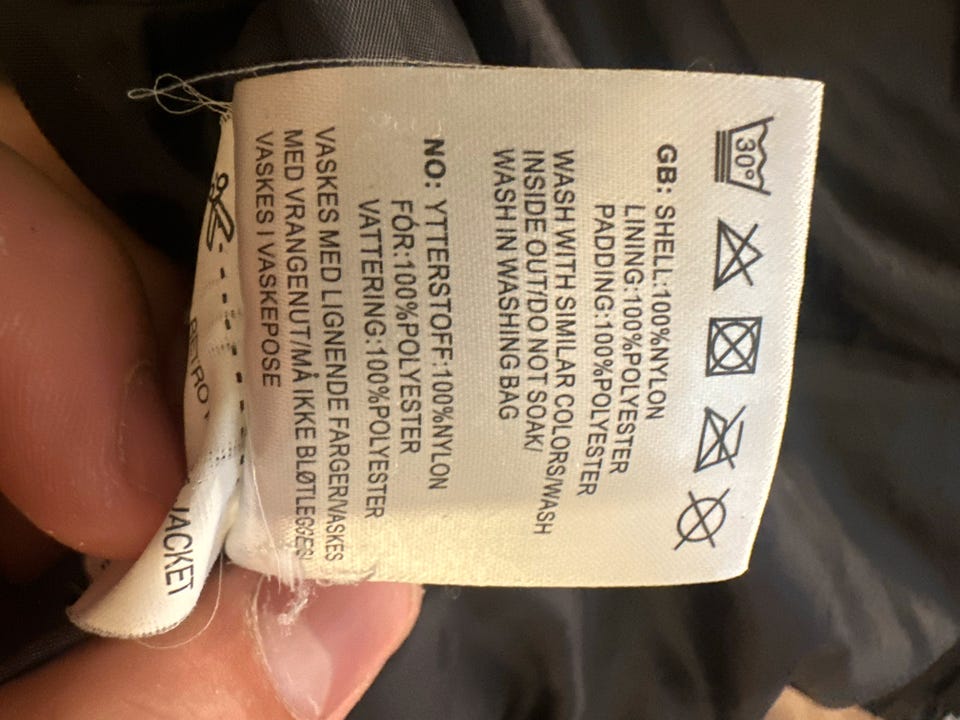 30°
GB: SHELL:100%NYLON
LINING:100%POLYESTER
PADDING:100%POLYESTER
WASH WITH SIMILAR COLORS/WASH
INSIDE OUT/DO NOT SOAK/
WASH IN WASHING BAG
NO: YTTERSTOFF:100%NYLON
FÓR:100%POLYESTER
VATTERING:100%POLYESTER
VASKES MED LIGNENDE FARGER/VASKES
MED VRANGENUT/MÅ IKKE BLØTLEGGES/
VASKES I VASKEPOSE
RETRO
JACKET